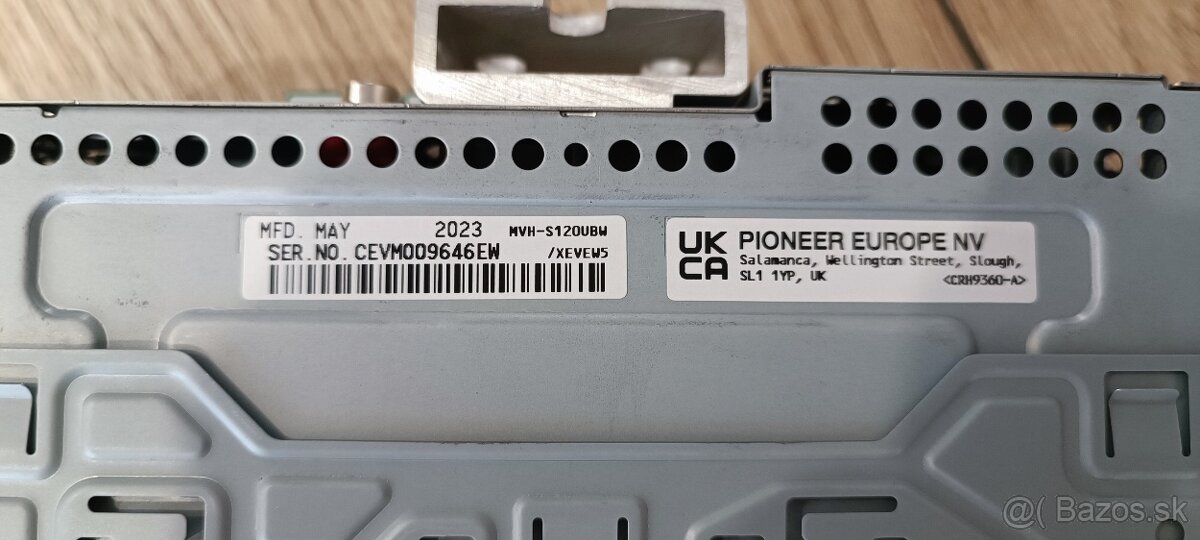 MFD. MAY 2023 MVH-S120UBW
SER.NO. CEVM009646EW /XEVEW5
UK
CA
PIONEER EUROPE NV
Salamanca, Wellington Street, Slough,
SL1 1YP, UK <CRH9360-A>
@( Bazos.sk